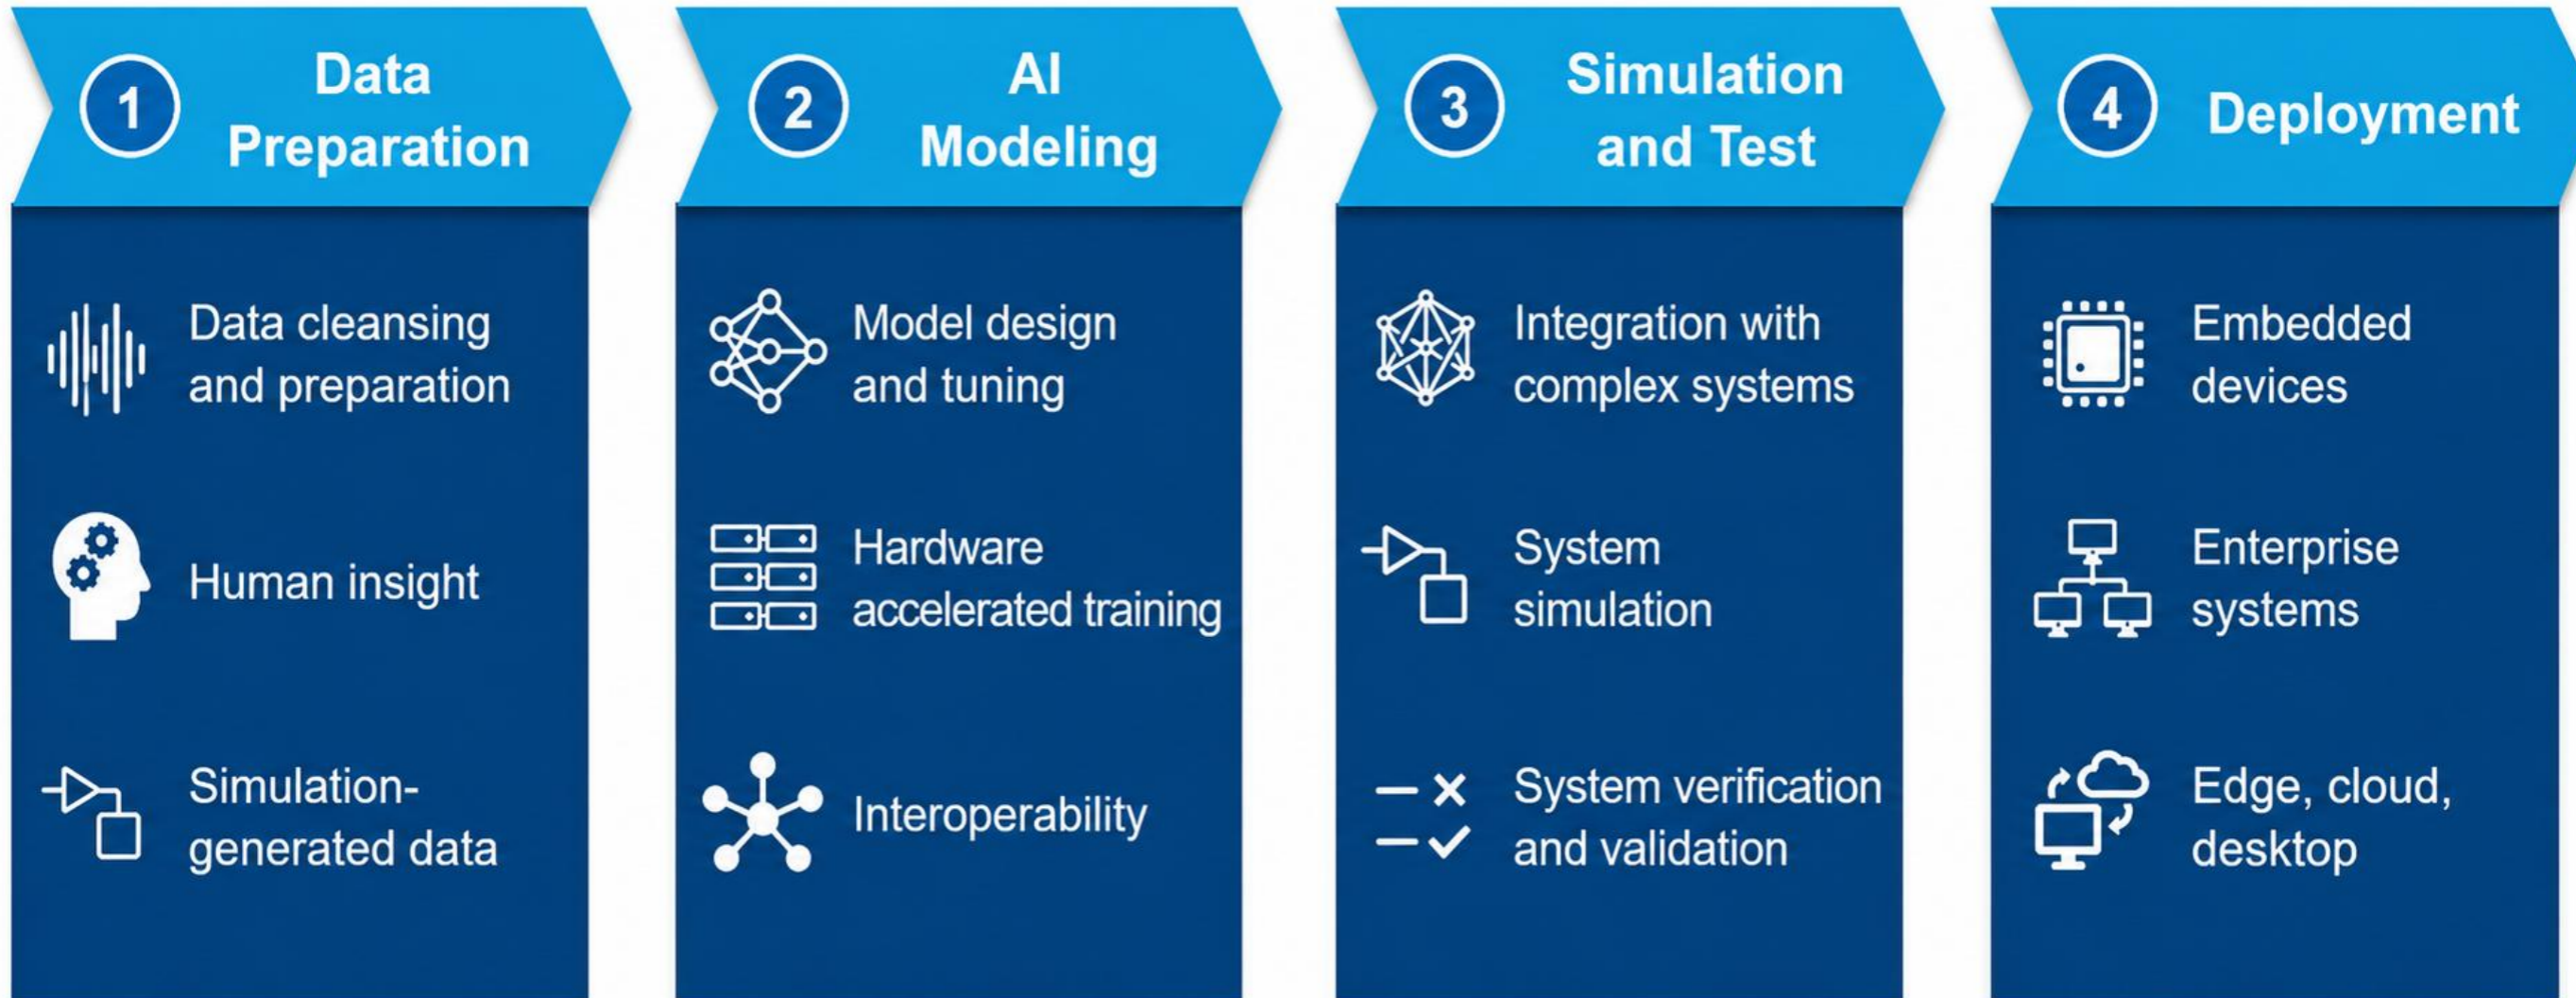 1
Data
Preparation
Data cleansing
and preparation
Human insight
Simulation-
generated data
2
AI
Modeling
Model design
and tuning
Hardware
accelerated training
Interoperability
3
Simulation
and Test
Integration with
complex systems
System
simulation
System verification
and validation
4
Deployment
Embedded
devices
Enterprise
systems
Edge, cloud,
desktop